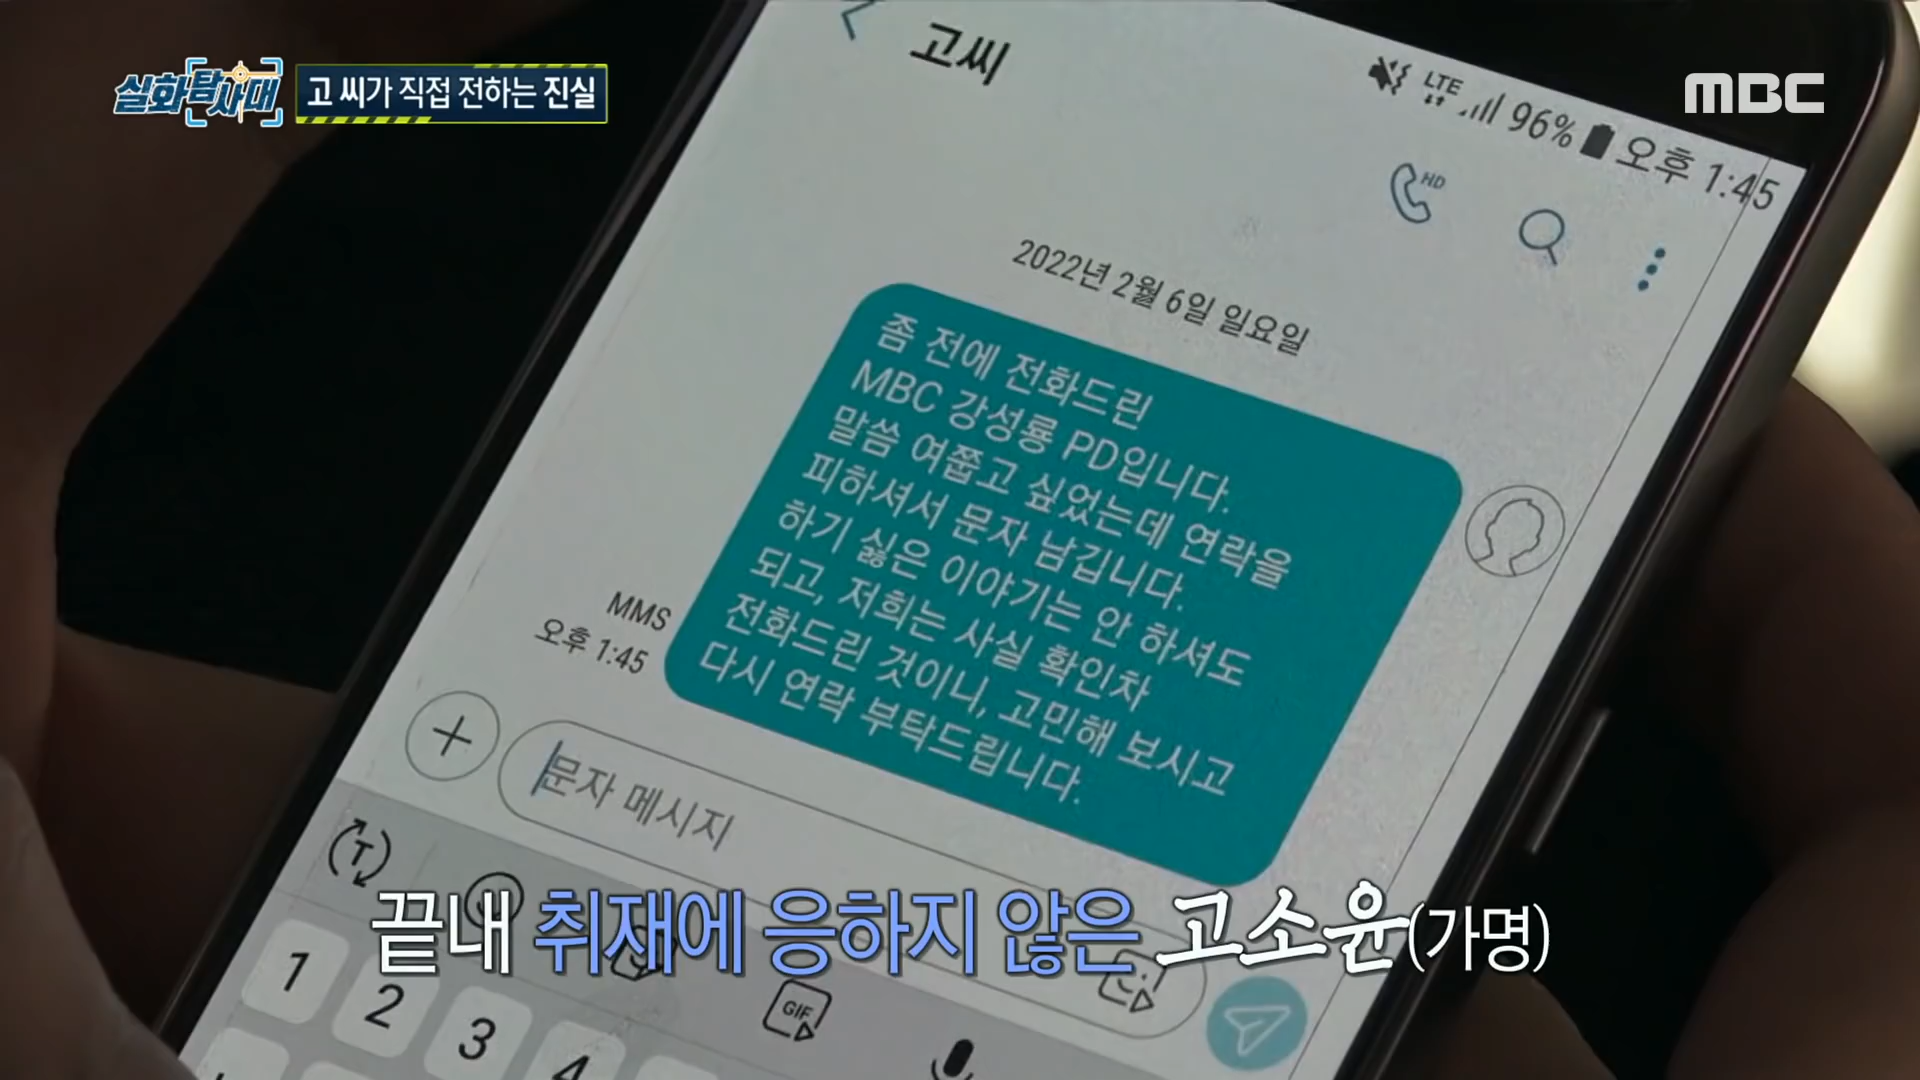 실화탐사대
고 씨가 직접 전하는 진실
MBC
고씨
LTE 96% 오후 1:45
HD
2022년 2월 6일 일요일
좀 전에 전화드린
MBC 강성룡 PD입니다.
말씀 여쭙고 싶었는데 연락을
피하셔서 문자 남깁니다.
하기 싫은 이야기는 안 하셔도
되고, 저희는 사실 확인차
전화드린 것이니, 고민해 보시고
다시 연락 부탁드립니다.
MMS
오후 1:45
문자 메시지
T
끝내 취재에 응하지 않은 고소윤(가명)
GIF
1 2 3 4